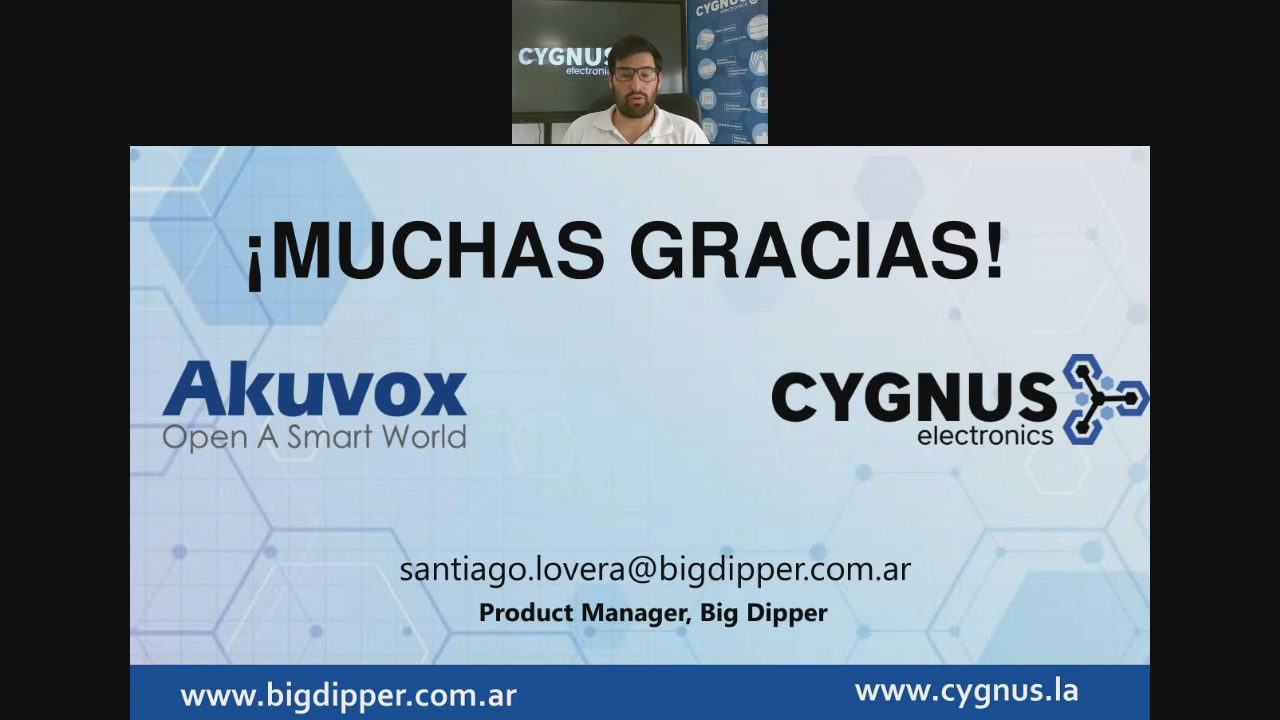 CYGNUS
electronics
CYGNUS
¡MUCHAS GRACIAS!
Akuvox
Open A Smart World
CYGNUS
electronics
santiago.lovera@bigdipper.com.ar
Product Manager, Big Dipper
www.bigdipper.com.ar
www.cygnus.la